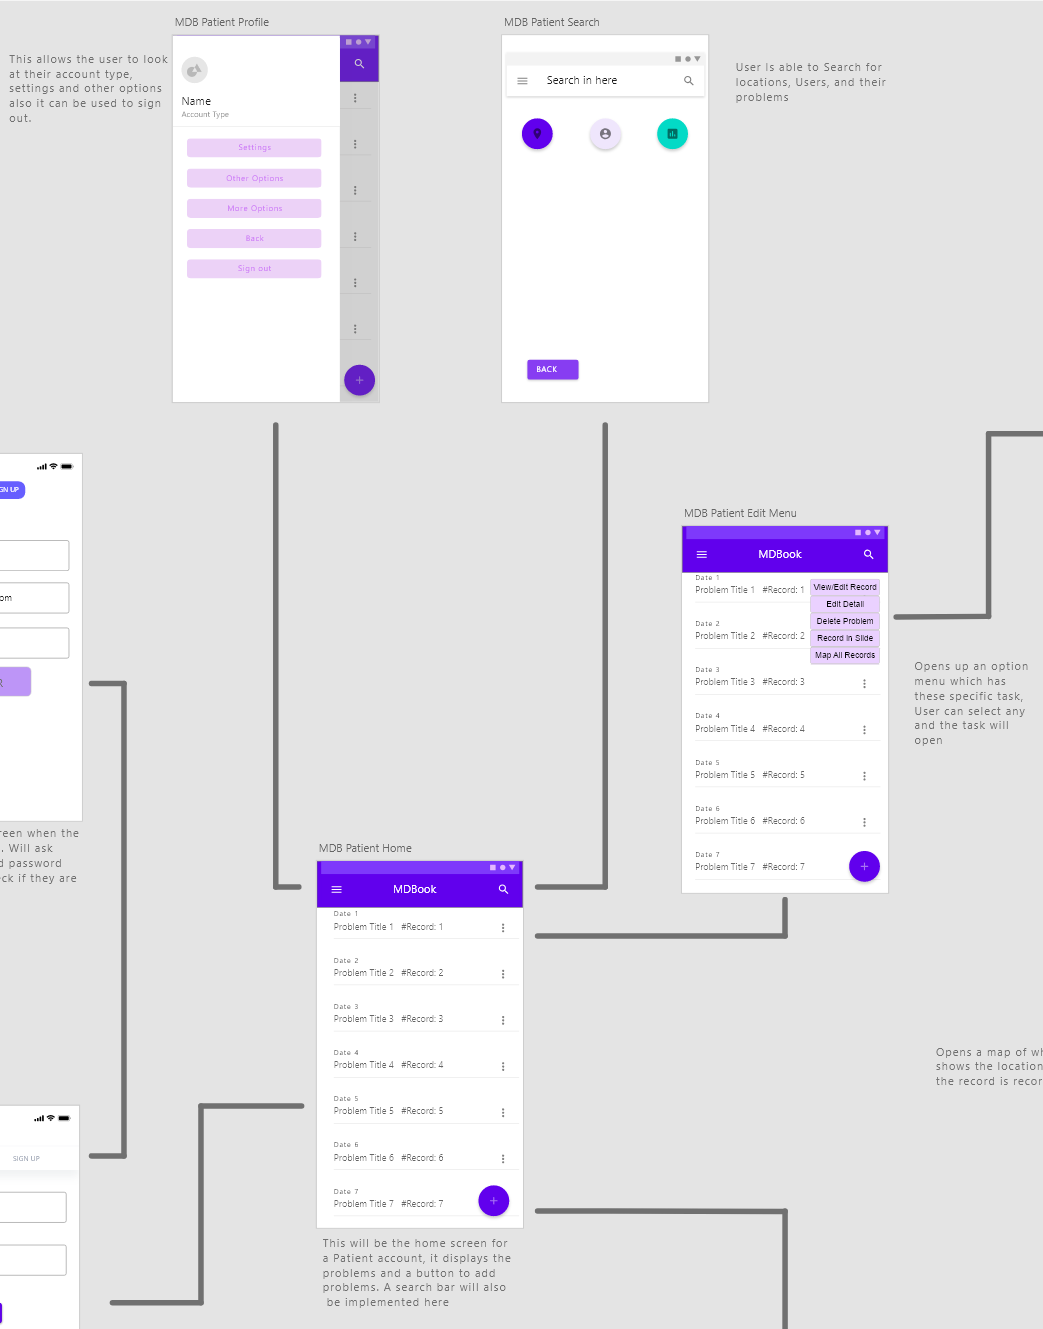 MDB Patient Profile
This allows the user to look
at their account type,
settings and other options
also it can be used to sign
out.
Name
Account Type
Settings
Other Options
More Options
Back
Sign out
MDB Patient Search
Search in here
BACK
User Is able to Search for
locations, Users, and their
problems
GN UP
om
R
reen when the
. Will ask
d password
eck if they are
SIGN UP
MDB Patient Edit Menu
MDBook
Date 1
Problem Title 1 #Record: 1
Date 2
Problem Title 2 #Record: 2
Date 3
Problem Title 3 #Record: 3
Date 4
Problem Title 4 #Record: 4
Date 5
Problem Title 5 #Record: 5
Date 6
Problem Title 6 #Record: 6
Date 7
Problem Title 7 #Record: 7
View/Edit Record
Edit Detail
Delete Problem
Record In Slide
Map All Records
Opens up an option
menu which has
these specific task,
User can select any
and the task will
open
MDB Patient Home
MDBook
Date 1
Problem Title 1 #Record: 1
Date 2
Problem Title 2 #Record: 2
Date 3
Problem Title 3 #Record: 3
Date 4
Problem Title 4 #Record: 4
Date 5
Problem Title 5 #Record: 5
Date 6
Problem Title 6 #Record: 6
Date 7
Problem Title 7 #Record: 7
This will be the home screen for
a Patient account, it displays the
problems and a button to add
problems. A search bar will also
be implemented here
Opens a map of wh
shows the location
the record is recor